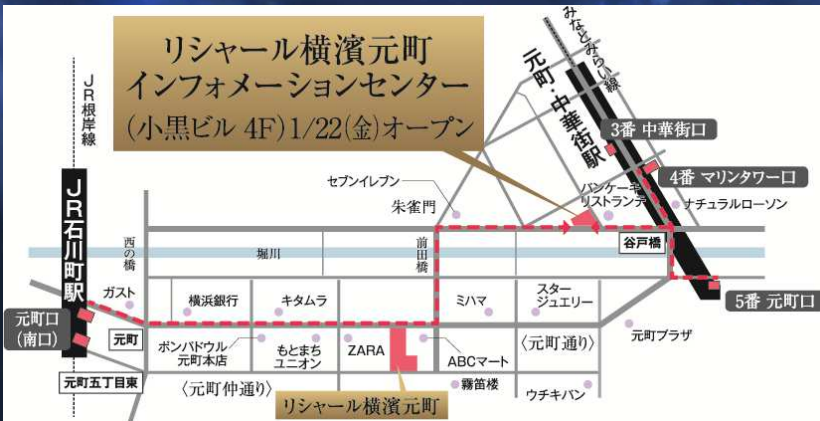 リシャール横濱元町
インフォメーションセンター
(小黒ビル 4F)1/22(金)オープン
みなとみらい線
元町・中華街駅
3番 中華街口
4番 マリンタワー口
パンケーキ
リストランテ
ナチュラルローソン
セブンイレブン
朱雀門
JR根岸線
JR石川町駅
西の橋
堀川
前田橋
谷戸橋
5番 元町口
ガスト
横浜銀行
キタムラ
ミハマ
スター
ジュエリー
元町口
(南口)
元町
元町プラザ
ポンパドウル
元町本店
もとまち
ユニオン
ZARA
ABCマート
〈元町通り〉
元町五丁目東
〈元町仲通り〉
霧笛楼
ウチキパン
リシャール横濱元町